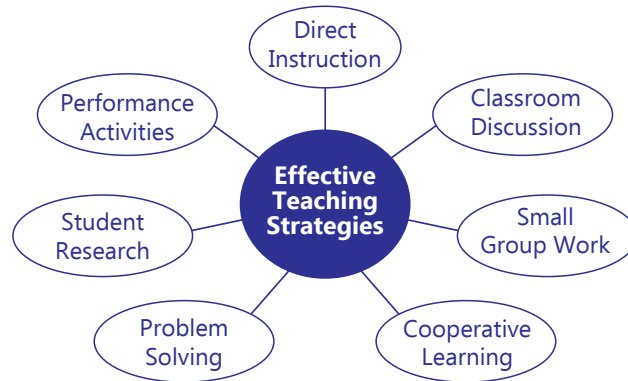 Direct
Instruction
Performance
Activities
Classroom
Discussion
Effective
Teaching
Strategies
Student
Research
Small
Group Work
Problem
Solving
Cooperative
Learning